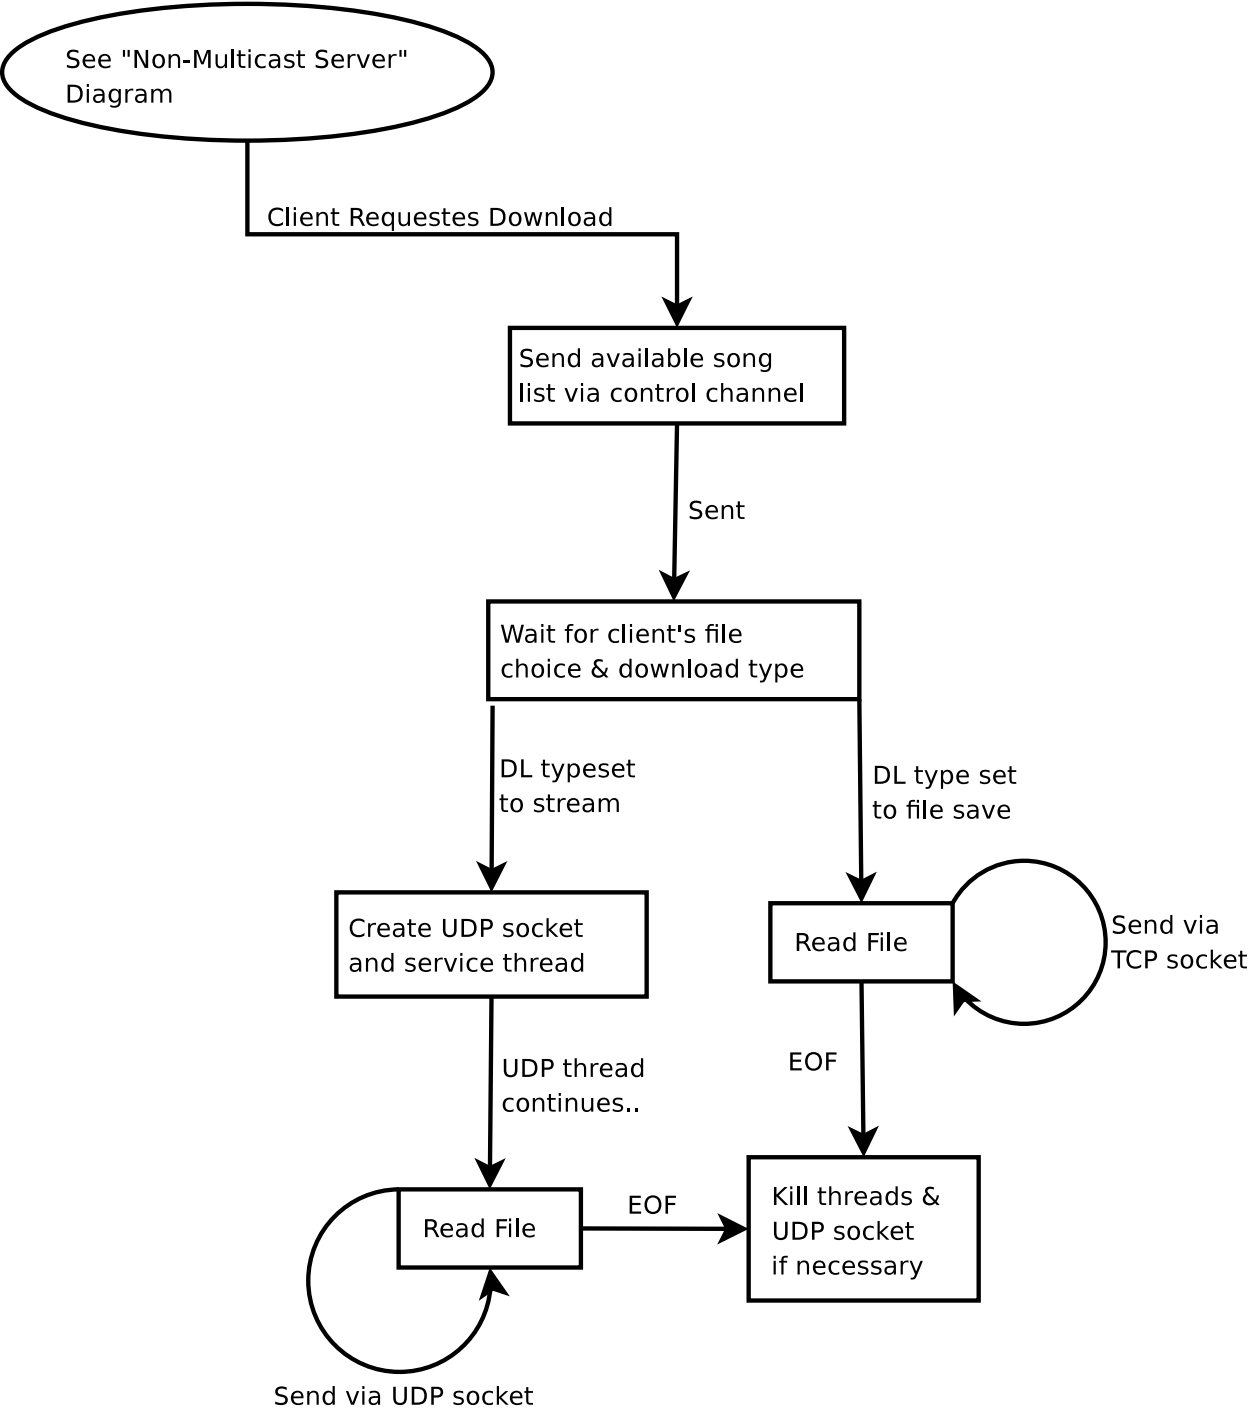 See "Non-Multicast Server"
Diagram
Client Requestes Download
Send available song
list via control channel
Sent
Wait for client's file
choice & download type
DL typeset
to stream
DL type set
to file save
Create UDP socket
and service thread
Read File
Send via
TCP socket
UDP thread
continues..
EOF
Read File
EOF
Kill threads &
UDP socket
if necessary
Send via UDP socket